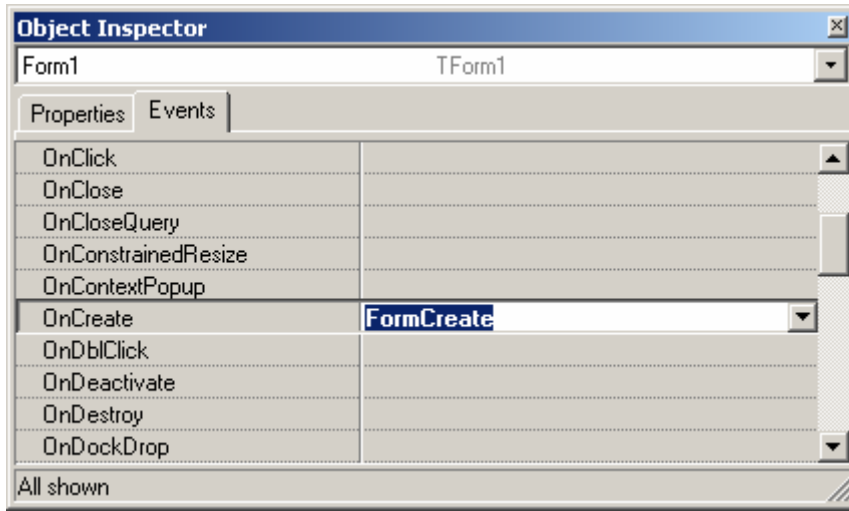 Object Inspector
Form1 TForm1
Properties Events
OnClick
OnClose
OnCloseQuery
OnConstrainedResize
OnContextPopup
OnCreate FormCreate
OnDblClick
OnDeactivate
OnDestroy
OnDockDrop
All shown